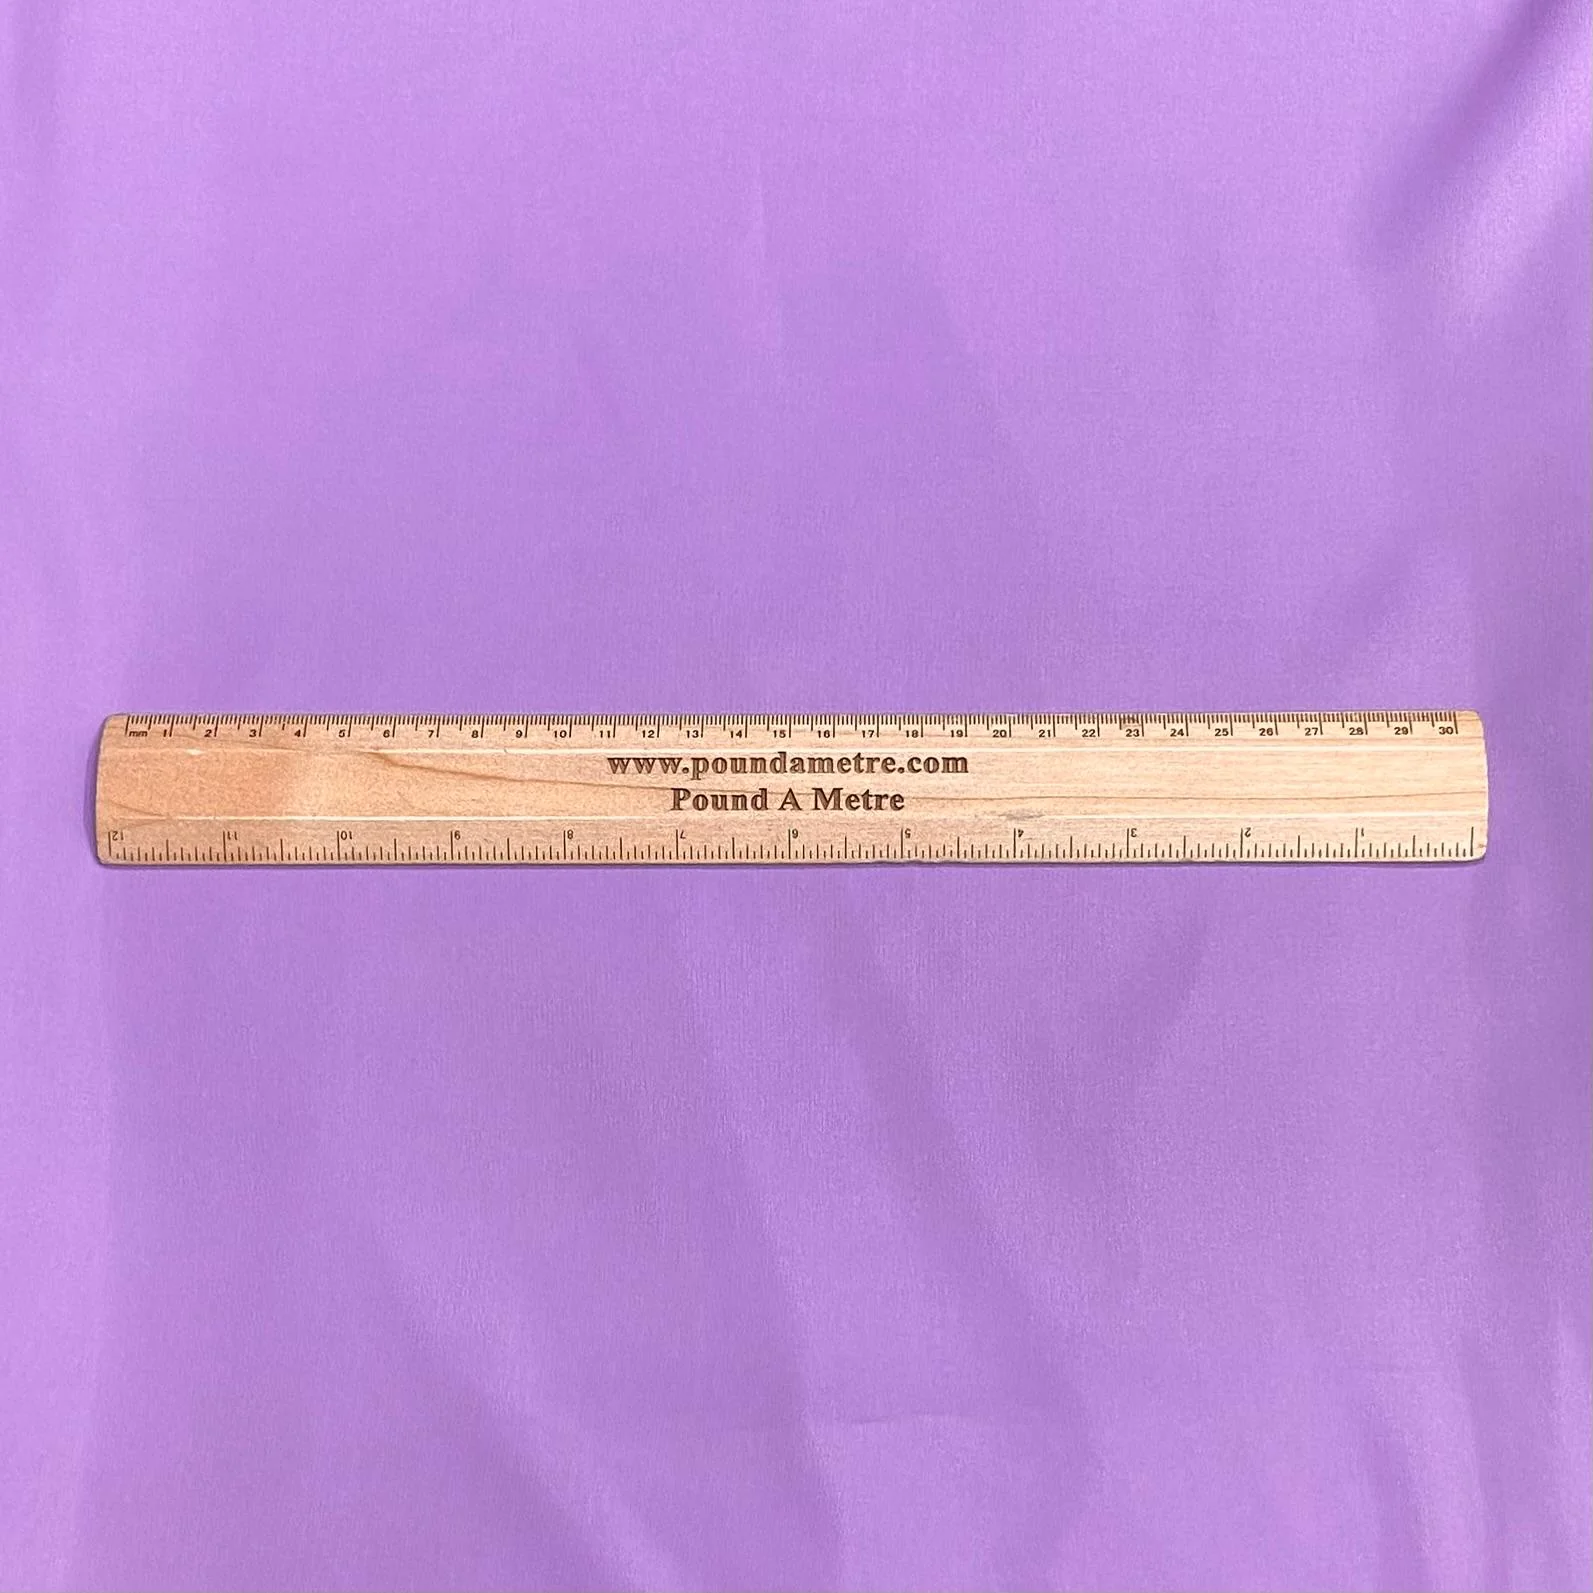 mm 1 2 3 4 5 6 7 8 9 10 11 12 13 14 15 16 17 18 19 20 21 22 23 24 25 26 27 28 29 30
www.poundametre.com
Pound A Metre
12 11 10 9 8 7 6 5 4 3 2 1